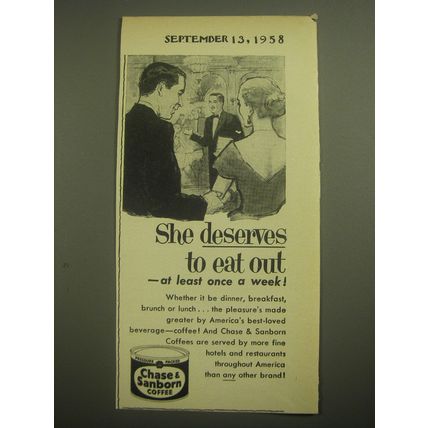 SEPTEMBER 13, 1958
She deserves
to eat out
—at least once a week!
Whether it be dinner, breakfast,
brunch or lunch . . . the pleasure's made
greater by America's best-loved
beverage—coffee! And Chase & Sanborn
Coffees are served by more fine
hotels and restaurants
throughout America
than any other brand!
PRESSURE PACKED
Chase &
Sanborn
COFFEE